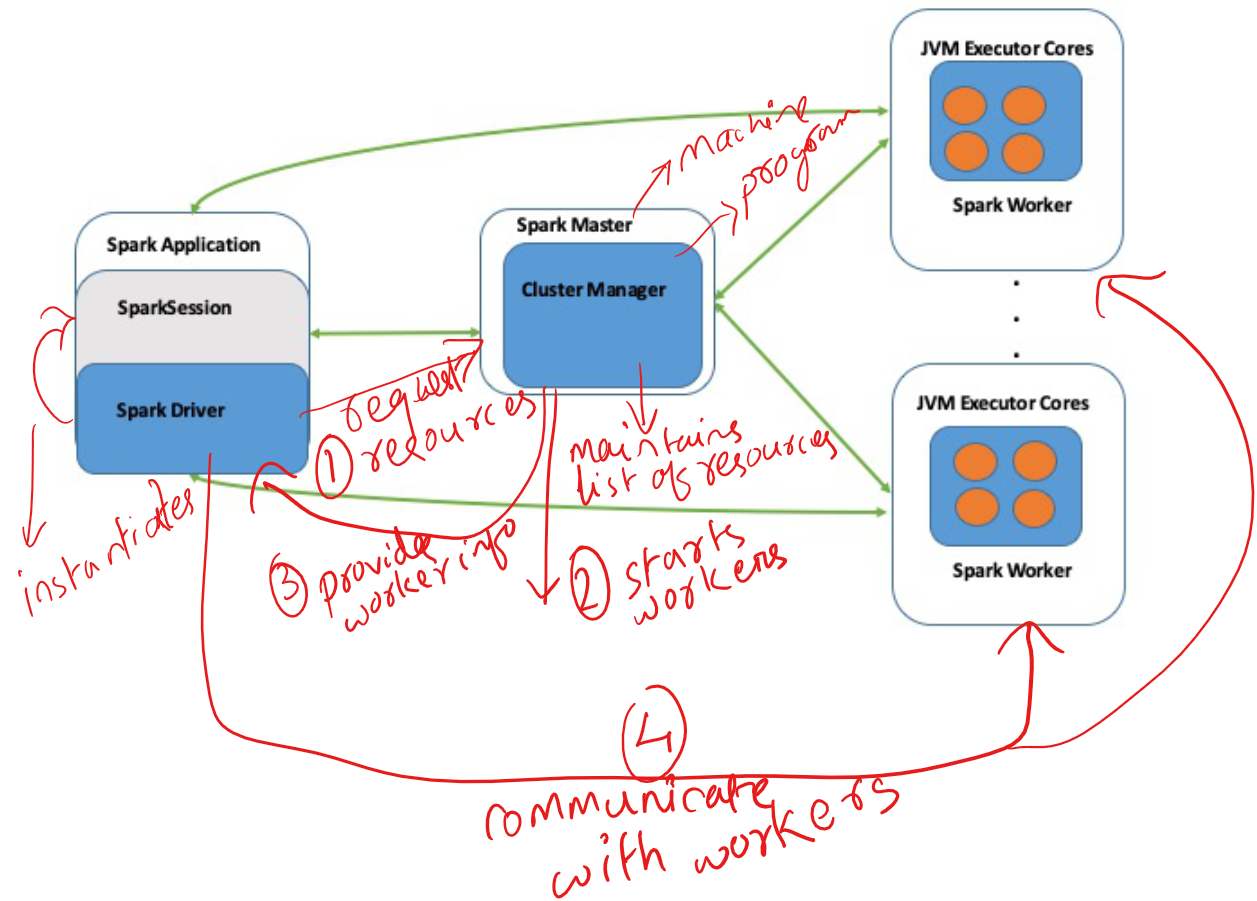 JVM Executor Cores
Spark Worker
Machine
program
Spark Application
SparkSession
Spark Driver
Spark Master
Cluster Manager
request
① resources
maintains
list of resources
instantiates
③ provide
worker info
② starts
workers
JVM Executor Cores
Spark Worker
④
communicate
with workers